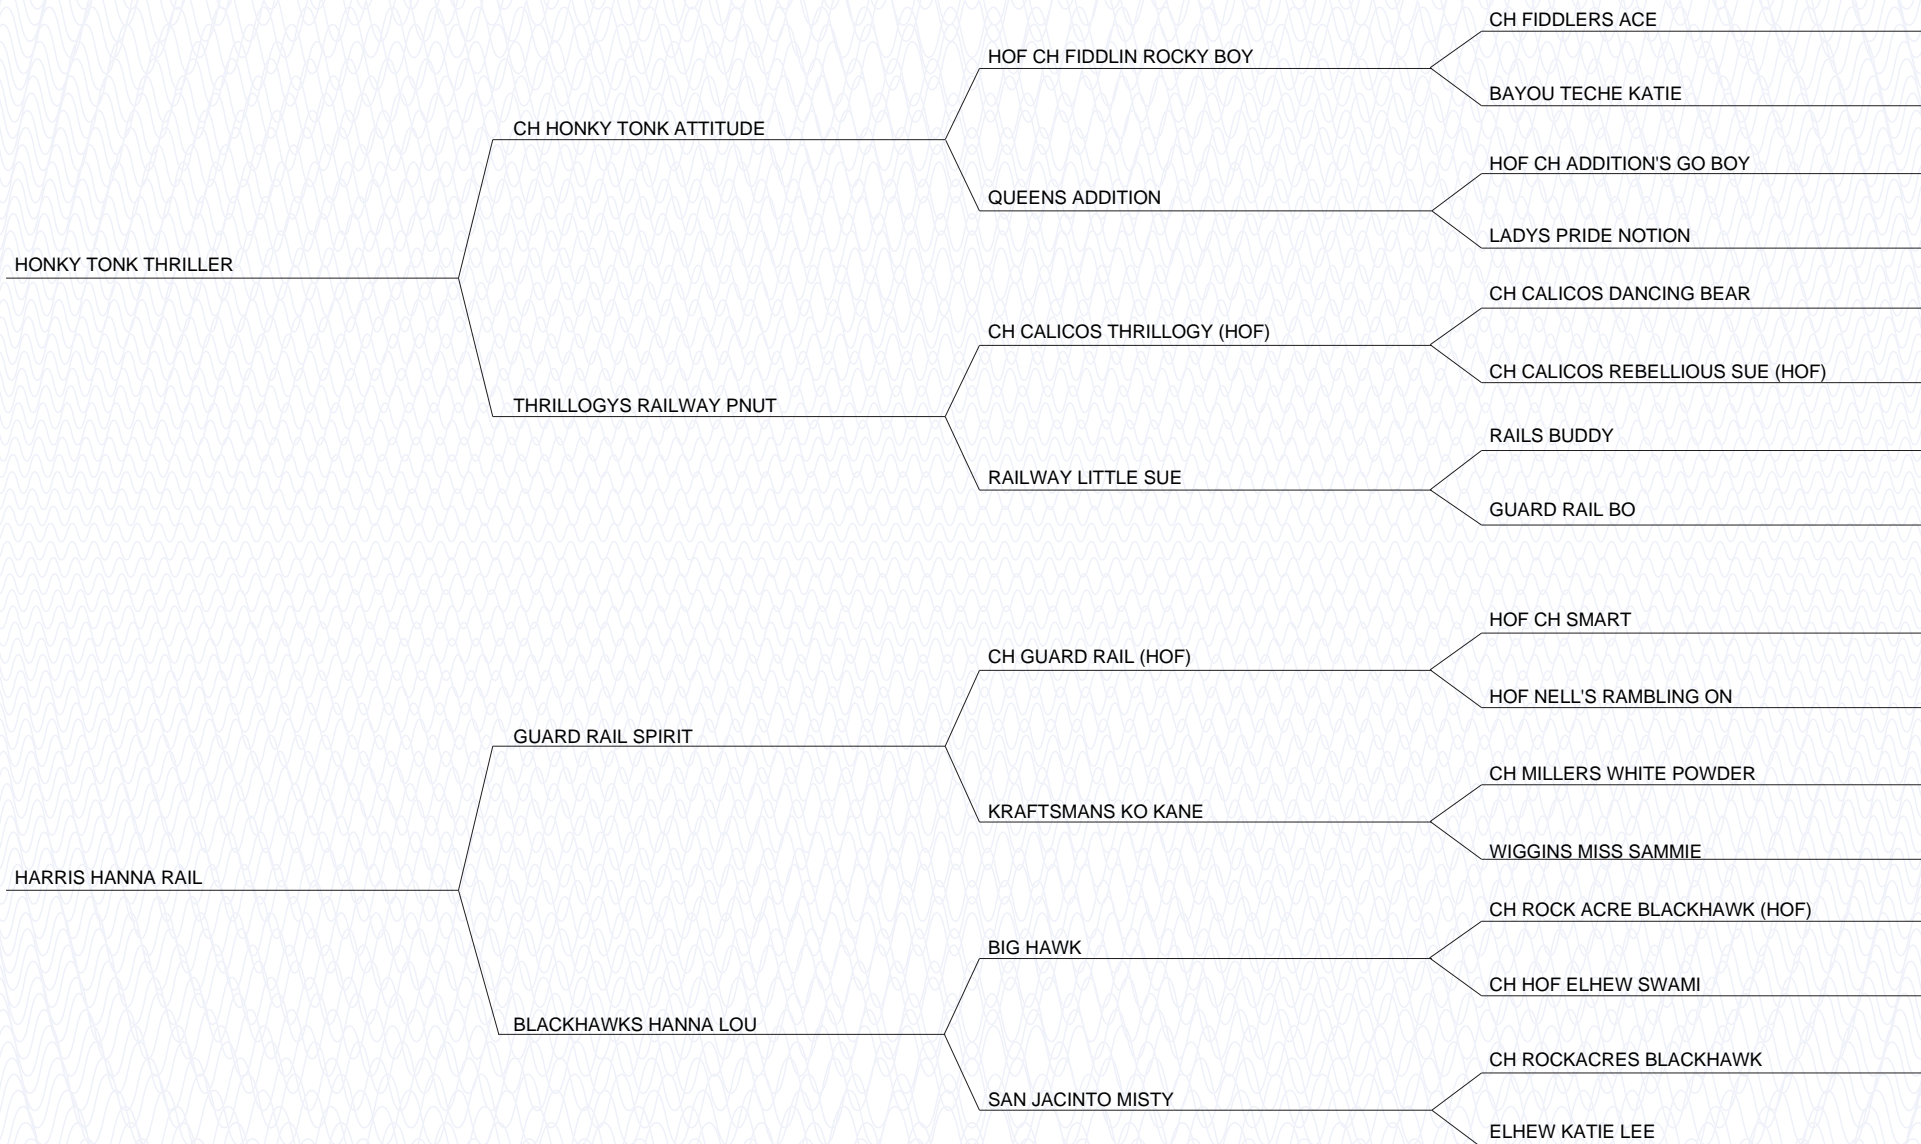 CH FIDDLERS ACE
HOF CH FIDDLIN ROCKY BOY
BAYOU TECHE KATIE
CH HONKY TONK ATTITUDE
HOF CH ADDITION'S GO BOY
QUEENS ADDITION
LADYS PRIDE NOTION
HONKY TONK THRILLER
CH CALICOS DANCING BEAR
CH CALICOS THRILLOGY (HOF)
CH CALICOS REBELLIOUS SUE (HOF)
THRILLOGYS RAILWAY PNUT
RAILS BUDDY
RAILWAY LITTLE SUE
GUARD RAIL BO
HOF CH SMART
CH GUARD RAIL (HOF)
HOF NELL'S RAMBLING ON
GUARD RAIL SPIRIT
CH MILLERS WHITE POWDER
KRAFTSMANS KO KANE
WIGGINS MISS SAMMIE
HARRIS HANNA RAIL
CH ROCK ACRE BLACKHAWK (HOF)
BIG HAWK
CH HOF ELHEW SWAMI
BLACKHAWKS HANNA LOU
CH ROCKACRES BLACKHAWK
SAN JACINTO MISTY
ELHEW KATIE LEE